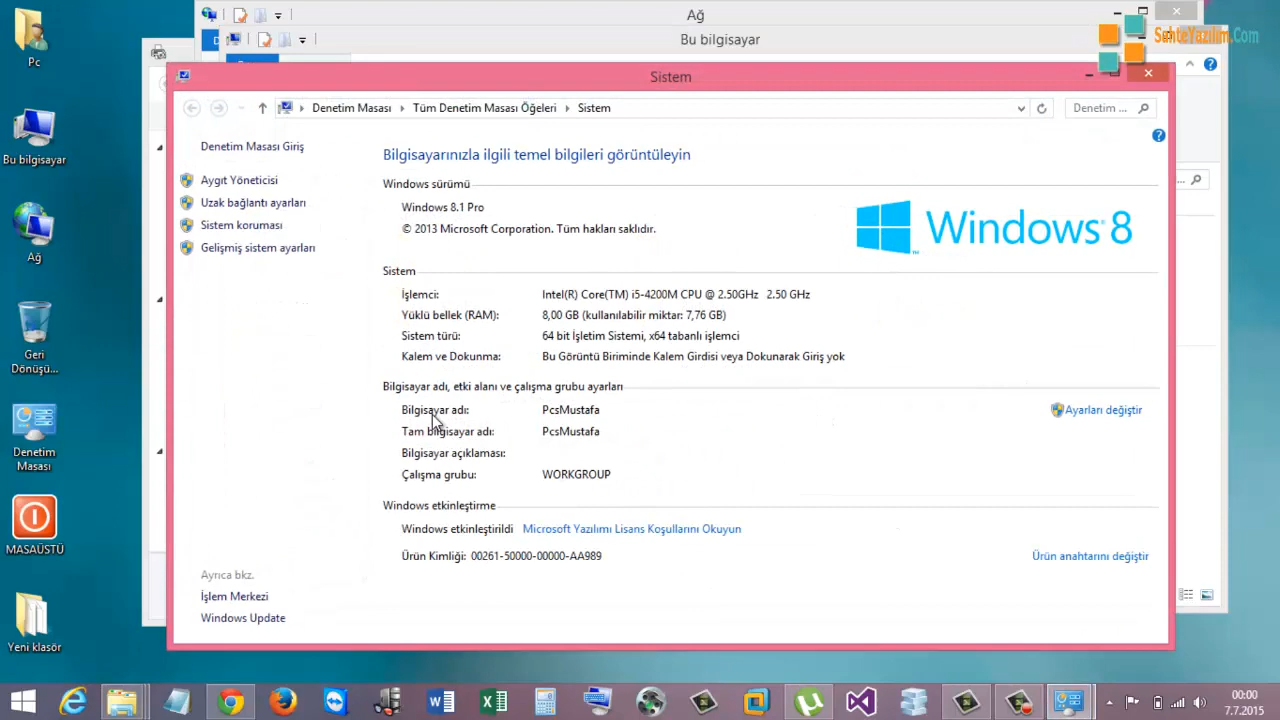 Ağ
Bu bilgisayar
SahteYazilim.Com
Sistem
Denetim Masası
Tüm Denetim Masası Öğeleri
Sistem
Denetim ...
Denetim Masası Giriş
Aygıt Yöneticisi
Uzak bağlantı ayarları
Sistem koruması
Gelişmiş sistem ayarları
Bilgisayarınızla ilgili temel bilgileri görüntüleyin
Windows sürümü
Windows 8.1 Pro
© 2013 Microsoft Corporation. Tüm hakları saklıdır.
Windows 8
Sistem
İşlemci: Intel(R) Core(TM) i5-4200M CPU @ 2.50GHz 2.50 GHz
Yüklü bellek (RAM): 8,00 GB (kullanılabilir miktar: 7,76 GB)
Sistem türü: 64 bit İşletim Sistemi, x64 tabanlı işlemci
Kalem ve Dokunma: Bu Görüntü Biriminde Kalem Girdisi veya Dokunarak Giriş yok
Bilgisayar adı, etki alanı ve çalışma grubu ayarları
Bilgisayar adı: PcsMustafa
Ayarları değiştir
Tam bilgisayar adı: PcsMustafa
Bilgisayar açıklaması:
Çalışma grubu: WORKGROUP
Windows etkinleştirme
Windows etkinleştirildi Microsoft Yazılımı Lisans Koşullarını Okuyun
Ürün Kimliği: 00261-50000-00000-AA989
Ürün anahtarını değiştir
Ayrıca bkz.
İşlem Merkezi
Windows Update
Pc
Bu bilgisayar
Ağ
Geri
Dönüşü...
Denetim
Masası
MASAÜSTÜ
Yeni klasör
00:00
7.7.2015